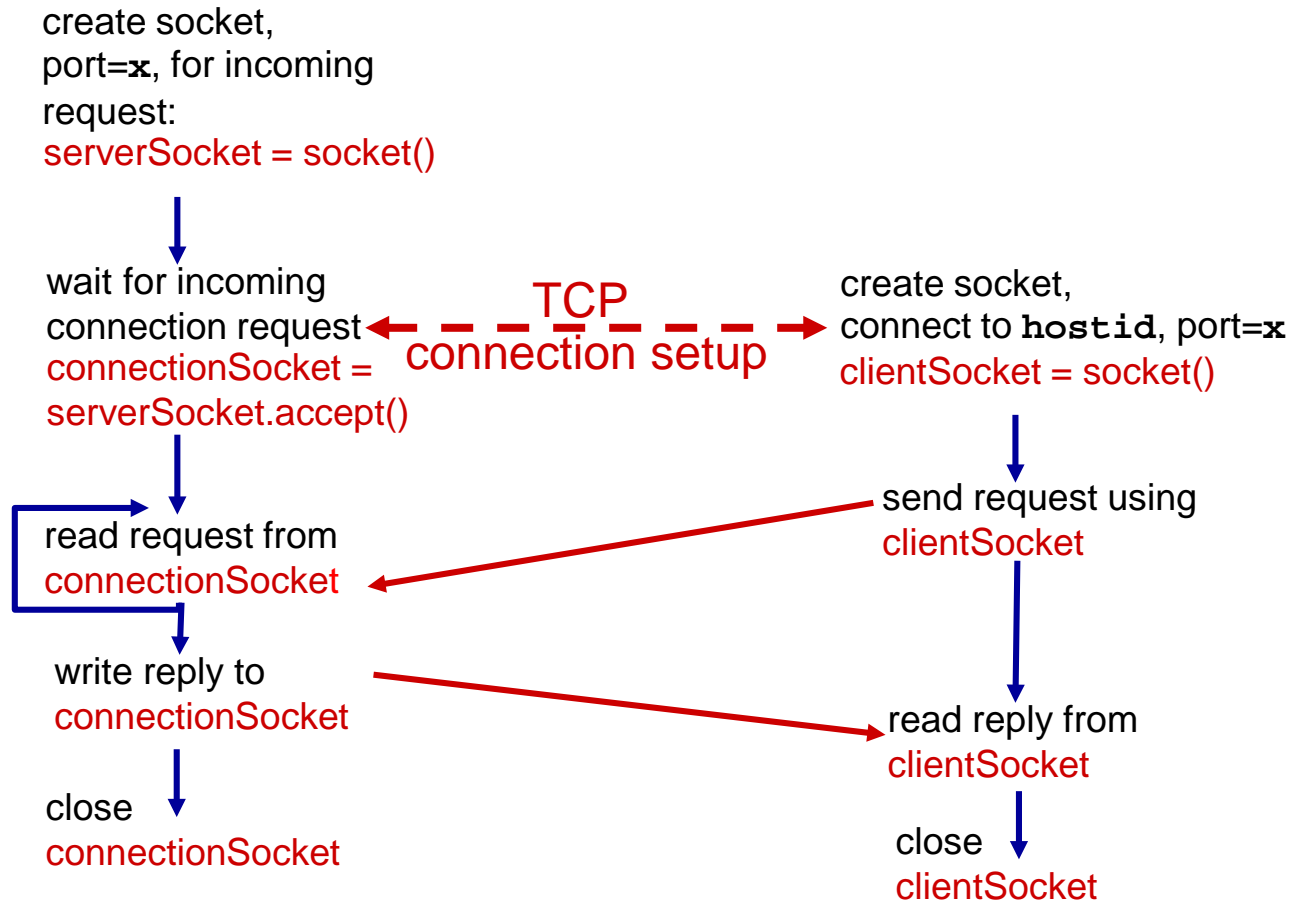 create socket,
port=x, for incoming
request:
serverSocket = socket()
wait for incoming
connection request
connectionSocket =
serverSocket.accept()
TCP
connection setup
create socket,
connect to hostid, port=x
clientSocket = socket()
read request from
connectionSocket
send request using
clientSocket
write reply to
connectionSocket
read reply from
clientSocket
close
connectionSocket
close
clientSocket